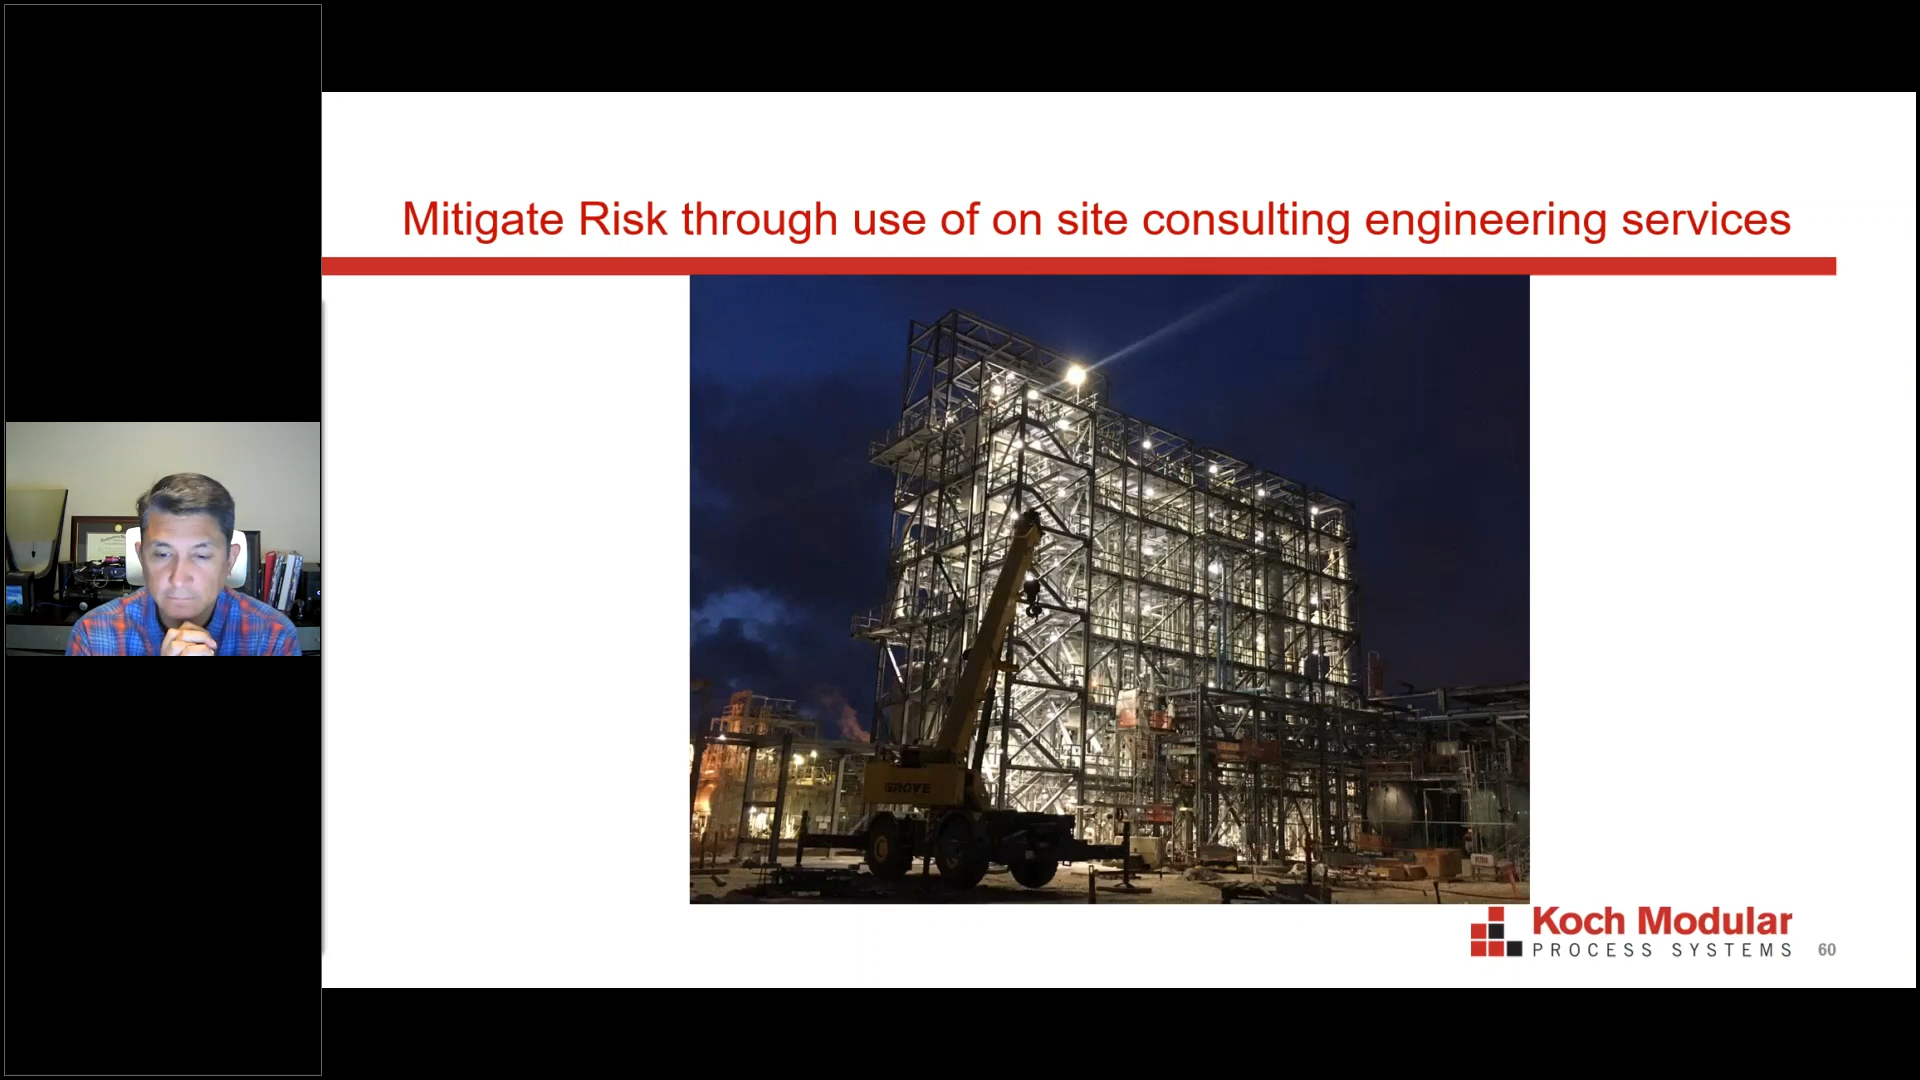 Mitigate Risk through use of on site consulting engineering services
GROVE
Koch Modular
PROCESS SYSTEMS
60